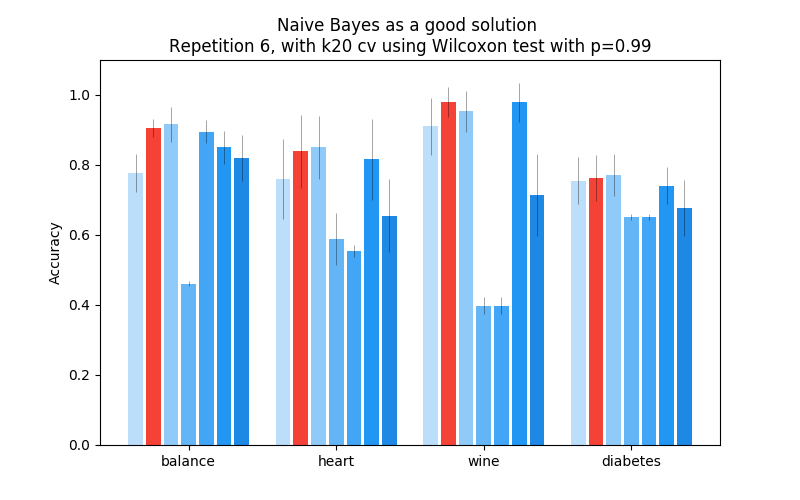 Naive Bayes as a good solution
Repetition 6, with k20 cv using Wilcoxon test with p=0.99
1.0
0.8
0.6
0.4
0.2
0.0
Accuracy
balance heart wine diabetes